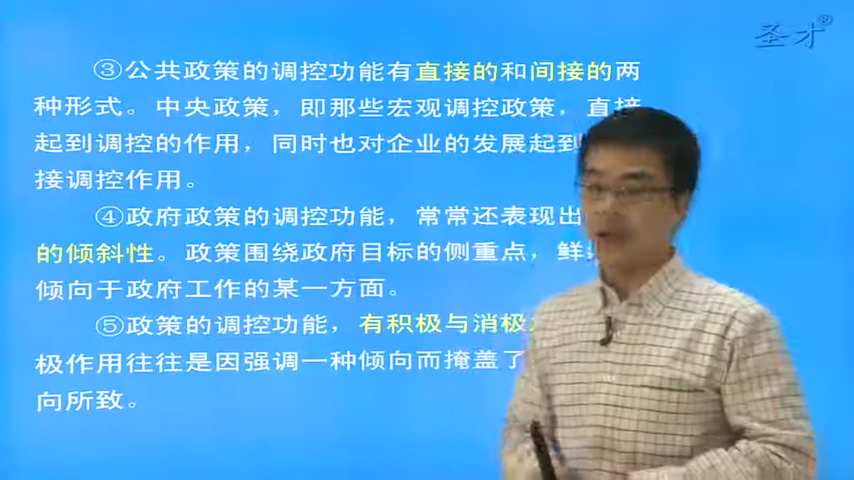 圣才®
③公共政策的调控功能有直接的和间接的两
种形式。中央政策，即那些宏观调控政策，直接
起到调控的作用，同时也对企业的发展起到
接调控作用。
④政府政策的调控功能，常常还表现出
的倾斜性。政策围绕政府目标的侧重点，鲜
倾向于政府工作的某一方面。
⑤政策的调控功能，有积极与消极
极作用往往是因强调一种倾向而掩盖了
向所致。